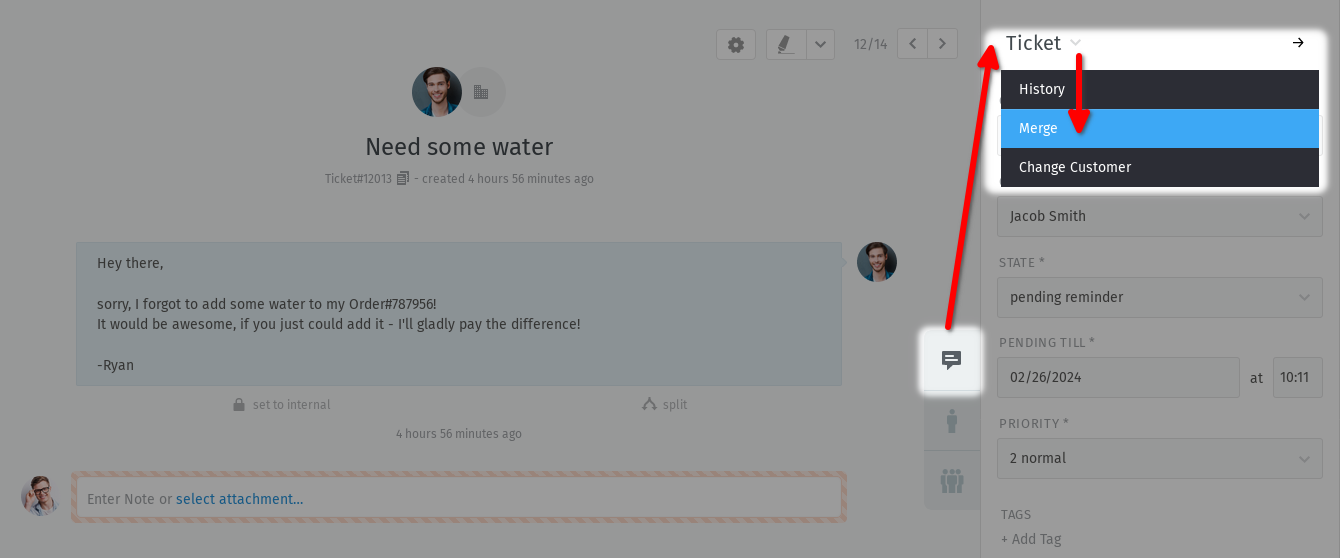 12/14
Need some water
Ticket#12013 - created 4 hours 56 minutes ago
Hey there,
sorry, I forgot to add some water to my Order#787956!
It would be awesome, if you just could add it - I'll gladly pay the difference!
-Ryan
set to internal
split
4 hours 56 minutes ago
Enter Note or select attachment...
Ticket
History
Merge
Change Customer
Jacob Smith
STATE *
pending reminder
PENDING TILL *
02/26/2024 at 10:11
PRIORITY *
2 normal
TAGS
+ Add Tag